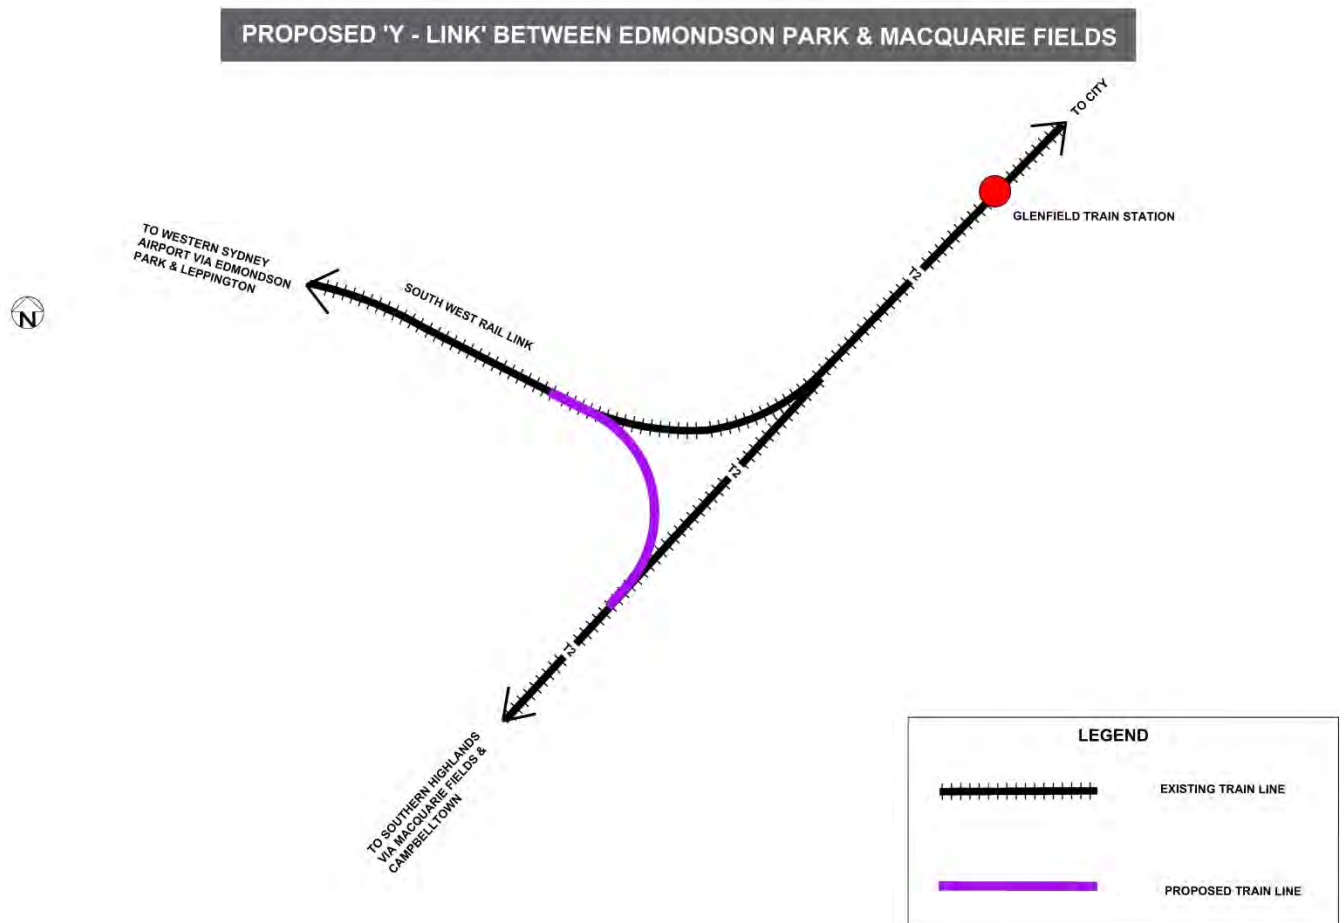 PROPOSED 'Y - LINK' BETWEEN EDMONDSON PARK & MACQUARIE FIELDS
TO CITY
GLENFIELD TRAIN STATION
T2
TO WESTERN SYDNEY
AIRPORT VIA EDMONDSON
PARK & LEPPINGTON
SOUTH WEST RAIL LINK
N
T2
T2
TO SOUTHERN HIGHLANDS
VIA MACQUARIE FIELDS &
CAMPBELLTOWN
LEGEND
EXISTING TRAIN LINE
PROPOSED TRAIN LINE